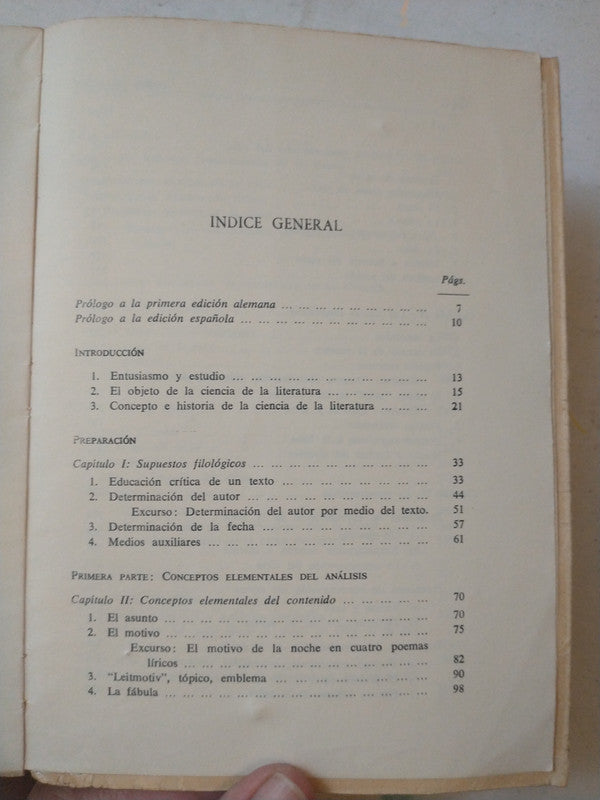 INDICE GENERAL
Págs.
Prólogo a la primera edición alemana ... ... ... ... ... ... ... ... ... 7
Prólogo a la edición española ... ... ... ... ... ... ... ... ... ... ... 10
INTRODUCCIÓN
1. Entusiasmo y estudio ... ... ... ... ... ... ... ... ... ... ... ... 13
2. El objeto de la ciencia de la literatura ... ... ... ... ... ... ... 15
3. Concepto e historia de la ciencia de la literatura ... ... ... ... 21
PREPARACIÓN
Capítulo I: Supuestos filológicos ... ... ... ... ... ... ... ... ... ... ... 33
1. Educación crítica de un texto ... ... ... ... ... ... ... ... ... 33
2. Determinación del autor ... ... ... ... ... ... ... ... ... ... ... 44
Excurso: Determinación del autor por medio del texto. 51
3. Determinación de la fecha ... ... ... ... ... ... ... ... ... ... ... 57
4. Medios auxiliares ... ... ... ... ... ... ... ... ... ... ... ... ... ... 61
PRIMERA PARTE: CONCEPTOS ELEMENTALES DEL ANÁLISIS
Capítulo II: Conceptos elementales del contenido ... ... ... ... ... 70
1. El asunto ... ... ... ... ... ... ... ... ... ... ... ... ... ... ... ... 70
2. El motivo ... ... ... ... ... ... ... ... ... ... ... ... ... ... ... ... 75
Excurso: El motivo de la noche en cuatro poemas
líricos ... ... ... ... ... ... ... ... ... ... ... ... ... ... 82
3. "Leitmotiv", tópico, emblema ... ... ... ... ... ... ... ... ... ... 90
4. La fábula ... ... ... ... ... ... ... ... ... ... ... ... ... ... ... ... 98